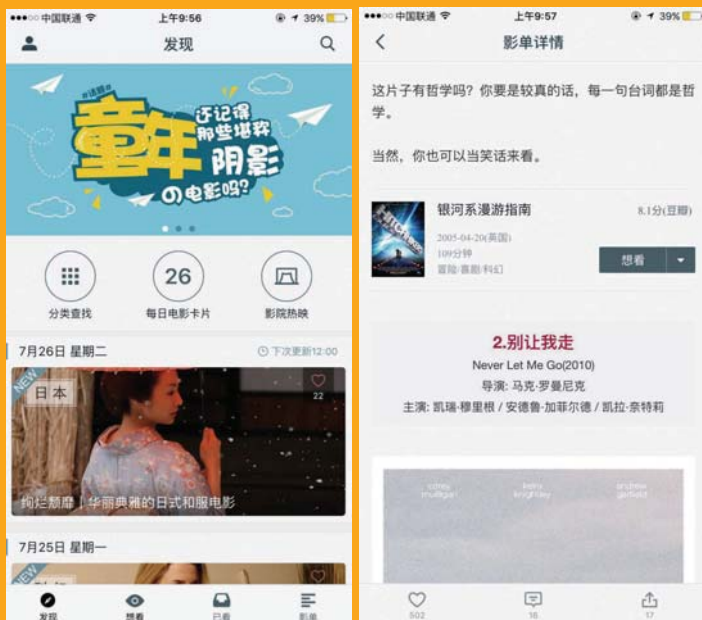 中国联通 上午9:56 39%
发现
#话题#
童年
还记得
那些堪称
阴影
の电影吗?
26
分类查找 每日电影卡片 影院热映
7月26日 星期二 下次更新12:00
NEW
日本
22
绚烂颓靡｜华丽典雅的日式和服电影
7月25日 星期一
NEW
发现 想看 已看 影单
中国联通 上午9:57 39%
影单详情
这片子有哲学吗？你要是较真的话，每一句台词都是哲
学。
当然，你也可以当笑话来看。
银河系漫游指南 8.1分(豆瓣)
2005-04-20(英国)
109分钟
冒险/喜剧/科幻
想看
2.别让我走
Never Let Me Go(2010)
导演: 马克·罗曼尼克
主演: 凯瑞·穆里根 / 安德鲁·加菲尔德 / 凯拉·奈特莉
carey keira andrew
mulligan knightley garfield
502 16 17